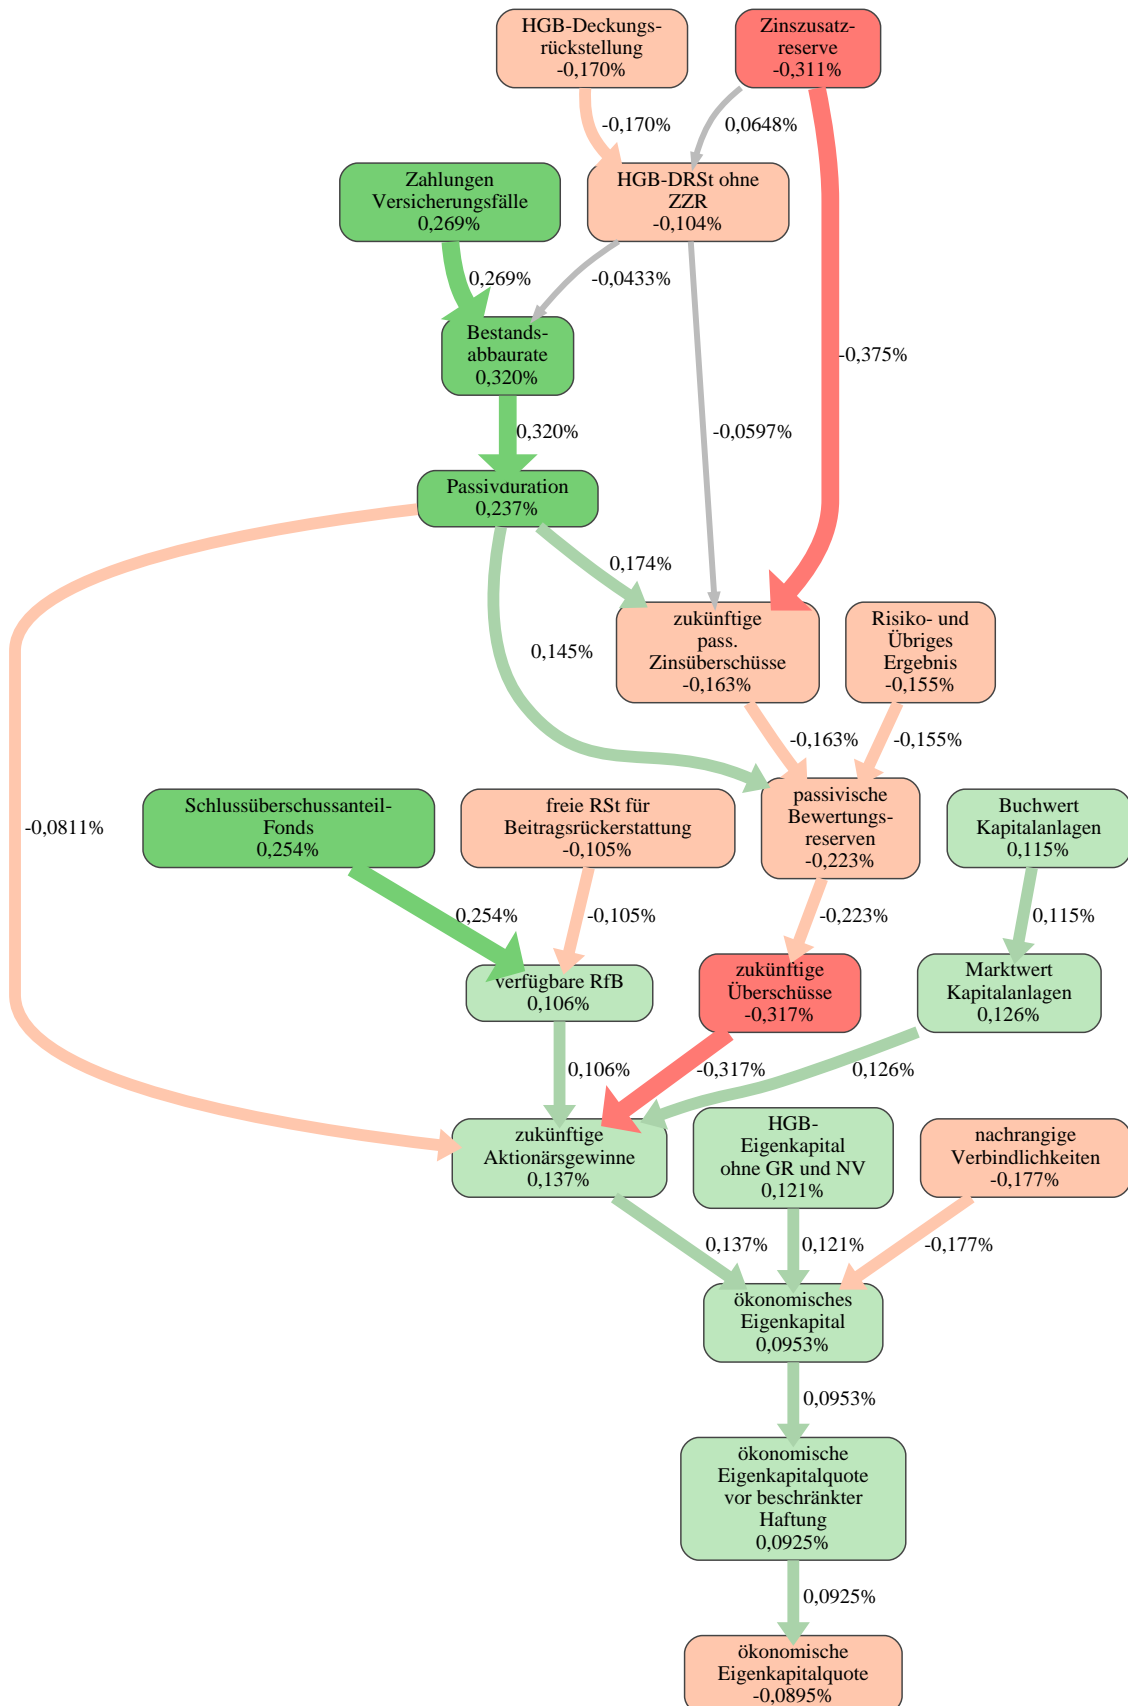 HGB-Deckungs-
rückstellung
-0,170%
Zinszusatz-
reserve
-0,311%
-0,170%
0,0648%
Zahlungen
Versicherungsfälle
0,269%
HGB-DRSt ohne
ZZR
-0,104%
0,269%
-0,0433%
Bestands-
abbaurate
0,320%
-0,375%
0,320%
-0,0597%
Passivduration
0,237%
0,174%
zukünftige
pass.
Zinsüberschüsse
-0,163%
Risiko- und
Übriges
Ergebnis
-0,155%
0,145%
-0,163%
-0,155%
Schlussüberschussanteil-
Fonds
0,254%
freie RSt für
Beitragsrückerstattung
-0,105%
passivische
Bewertungs-
reserven
-0,223%
Buchwert
Kapitalanlagen
0,115%
-0,0811%
0,254%
-0,105%
-0,223%
0,115%
verfügbare RfB
0,106%
zukünftige
Überschüsse
-0,317%
Marktwert
Kapitalanlagen
0,126%
0,106%
-0,317%
0,126%
zukünftige
Aktionärsgewinne
0,137%
HGB-
Eigenkapital
ohne GR und NV
0,121%
nachrangige
Verbindlichkeiten
-0,177%
0,137%
0,121%
-0,177%
ökonomisches
Eigenkapital
0,0953%
0,0953%
ökonomische
Eigenkapitalquote
vor beschränkter
Haftung
0,0925%
0,0925%
ökonomische
Eigenkapitalquote
-0,0895%